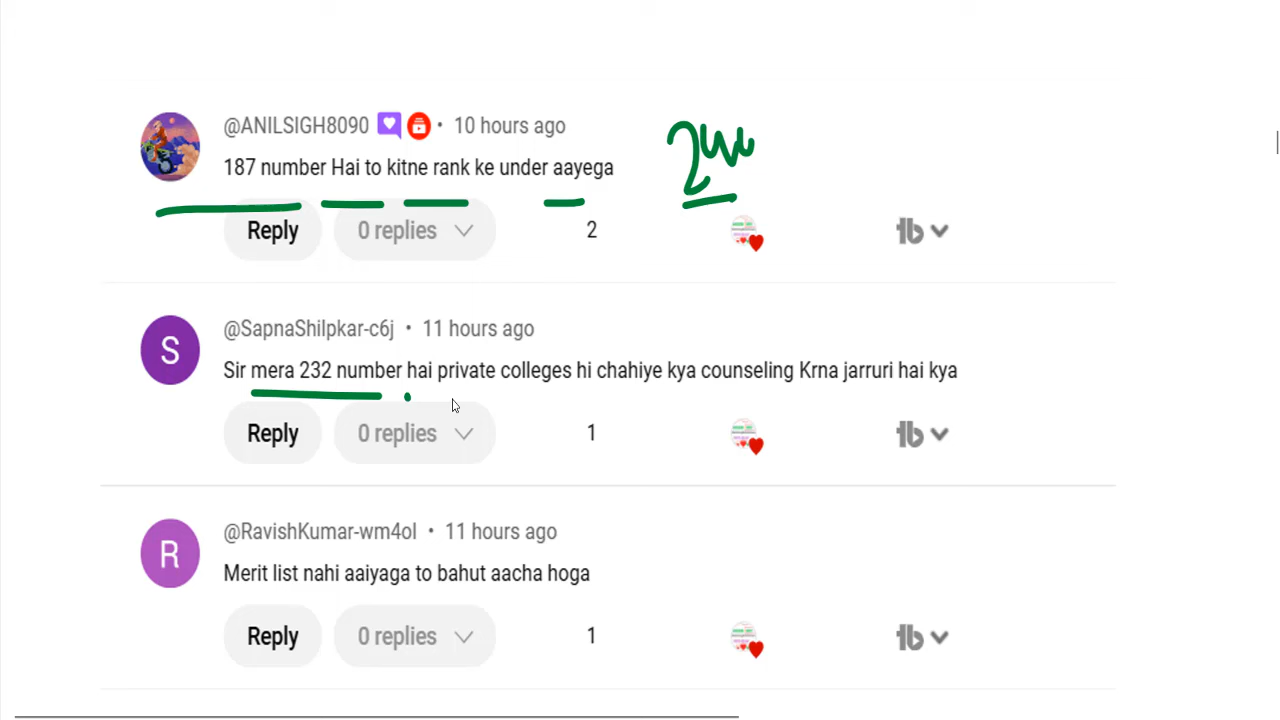 @ANILSIGH8090 • 10 hours ago
187 number Hai to kitne rank ke under aayega
Reply 0 replies 2
@SapnaShilpkar-c6j • 11 hours ago
S
Sir mera 232 number hai private colleges hi chahiye kya counseling Krna jarruri hai kya
Reply 0 replies 1
@RavishKumar-wm4ol • 11 hours ago
R
Merit list nahi aaiyaga to bahut aacha hoga
Reply 0 replies 1